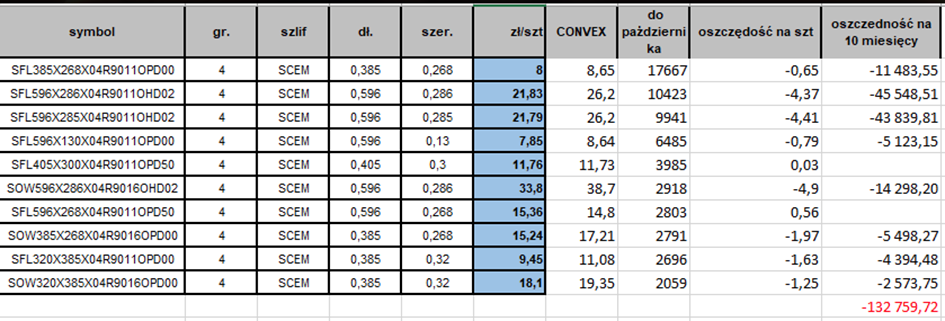 symbol gr. szlif dł. szer. zł/szt CONVEX do pażdzierni ka oszczędość na szt oszczedność na 10 miesięcy
SFL385X268X04R9011OPD00 4 SCEM 0,385 0,268 8 8,65 17667 -0,65 -11 483,55
SFL596X286X04R9011OHD02 4 SCEM 0,596 0,286 21,83 26,2 10423 -4,37 -45 548,51
SFL596X285X04R9011OHD02 4 SCEM 0,596 0,285 21,79 26,2 9941 -4,41 -43 839,81
SFL596X130X04R9011OPD00 4 SCEM 0,596 0,13 7,85 8,64 6485 -0,79 -5 123,15
SFL405X300X04R9011OPD50 4 SCEM 0,405 0,3 11,76 11,73 3985 0,03
SOW596X286X04R9016OHD02 4 SCEM 0,596 0,286 33,8 38,7 2918 -4,9 -14 298,20
SFL596X268X04R9011OPD50 4 SCEM 0,596 0,268 15,36 14,8 2803 0,56
SOW385X268X04R9016OPD00 4 SCEM 0,385 0,268 15,24 17,21 2791 -1,97 -5 498,27
SFL320X385X04R9011OPD00 4 SCEM 0,385 0,32 9,45 11,08 2696 -1,63 -4 394,48
SOW320X385X04R9016OPD00 4 SCEM 0,385 0,32 18,1 19,35 2059 -1,25 -2 573,75
-132 759,72